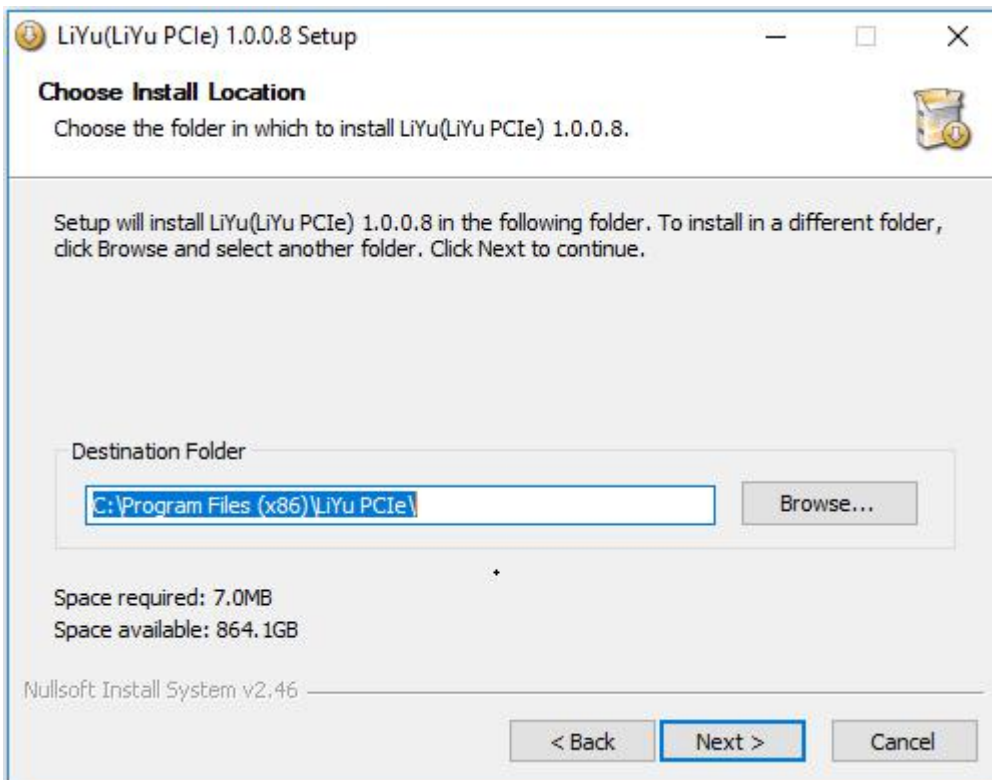 LiYu(LiYu PCIe) 1.0.0.8 Setup
Choose Install Location
Choose the folder in which to install LiYu(LiYu PCIe) 1.0.0.8.
Setup will install LiYu(LiYu PCIe) 1.0.0.8 in the following folder. To install in a different folder,
click Browse and select another folder. Click Next to continue.
Destination Folder
C:\Program Files (x86)\LiYu PCIe\
Browse...
Space required: 7.0MB
Space available: 864.1GB
Nullsoft Install System v2.46
< Back
Next >
Cancel